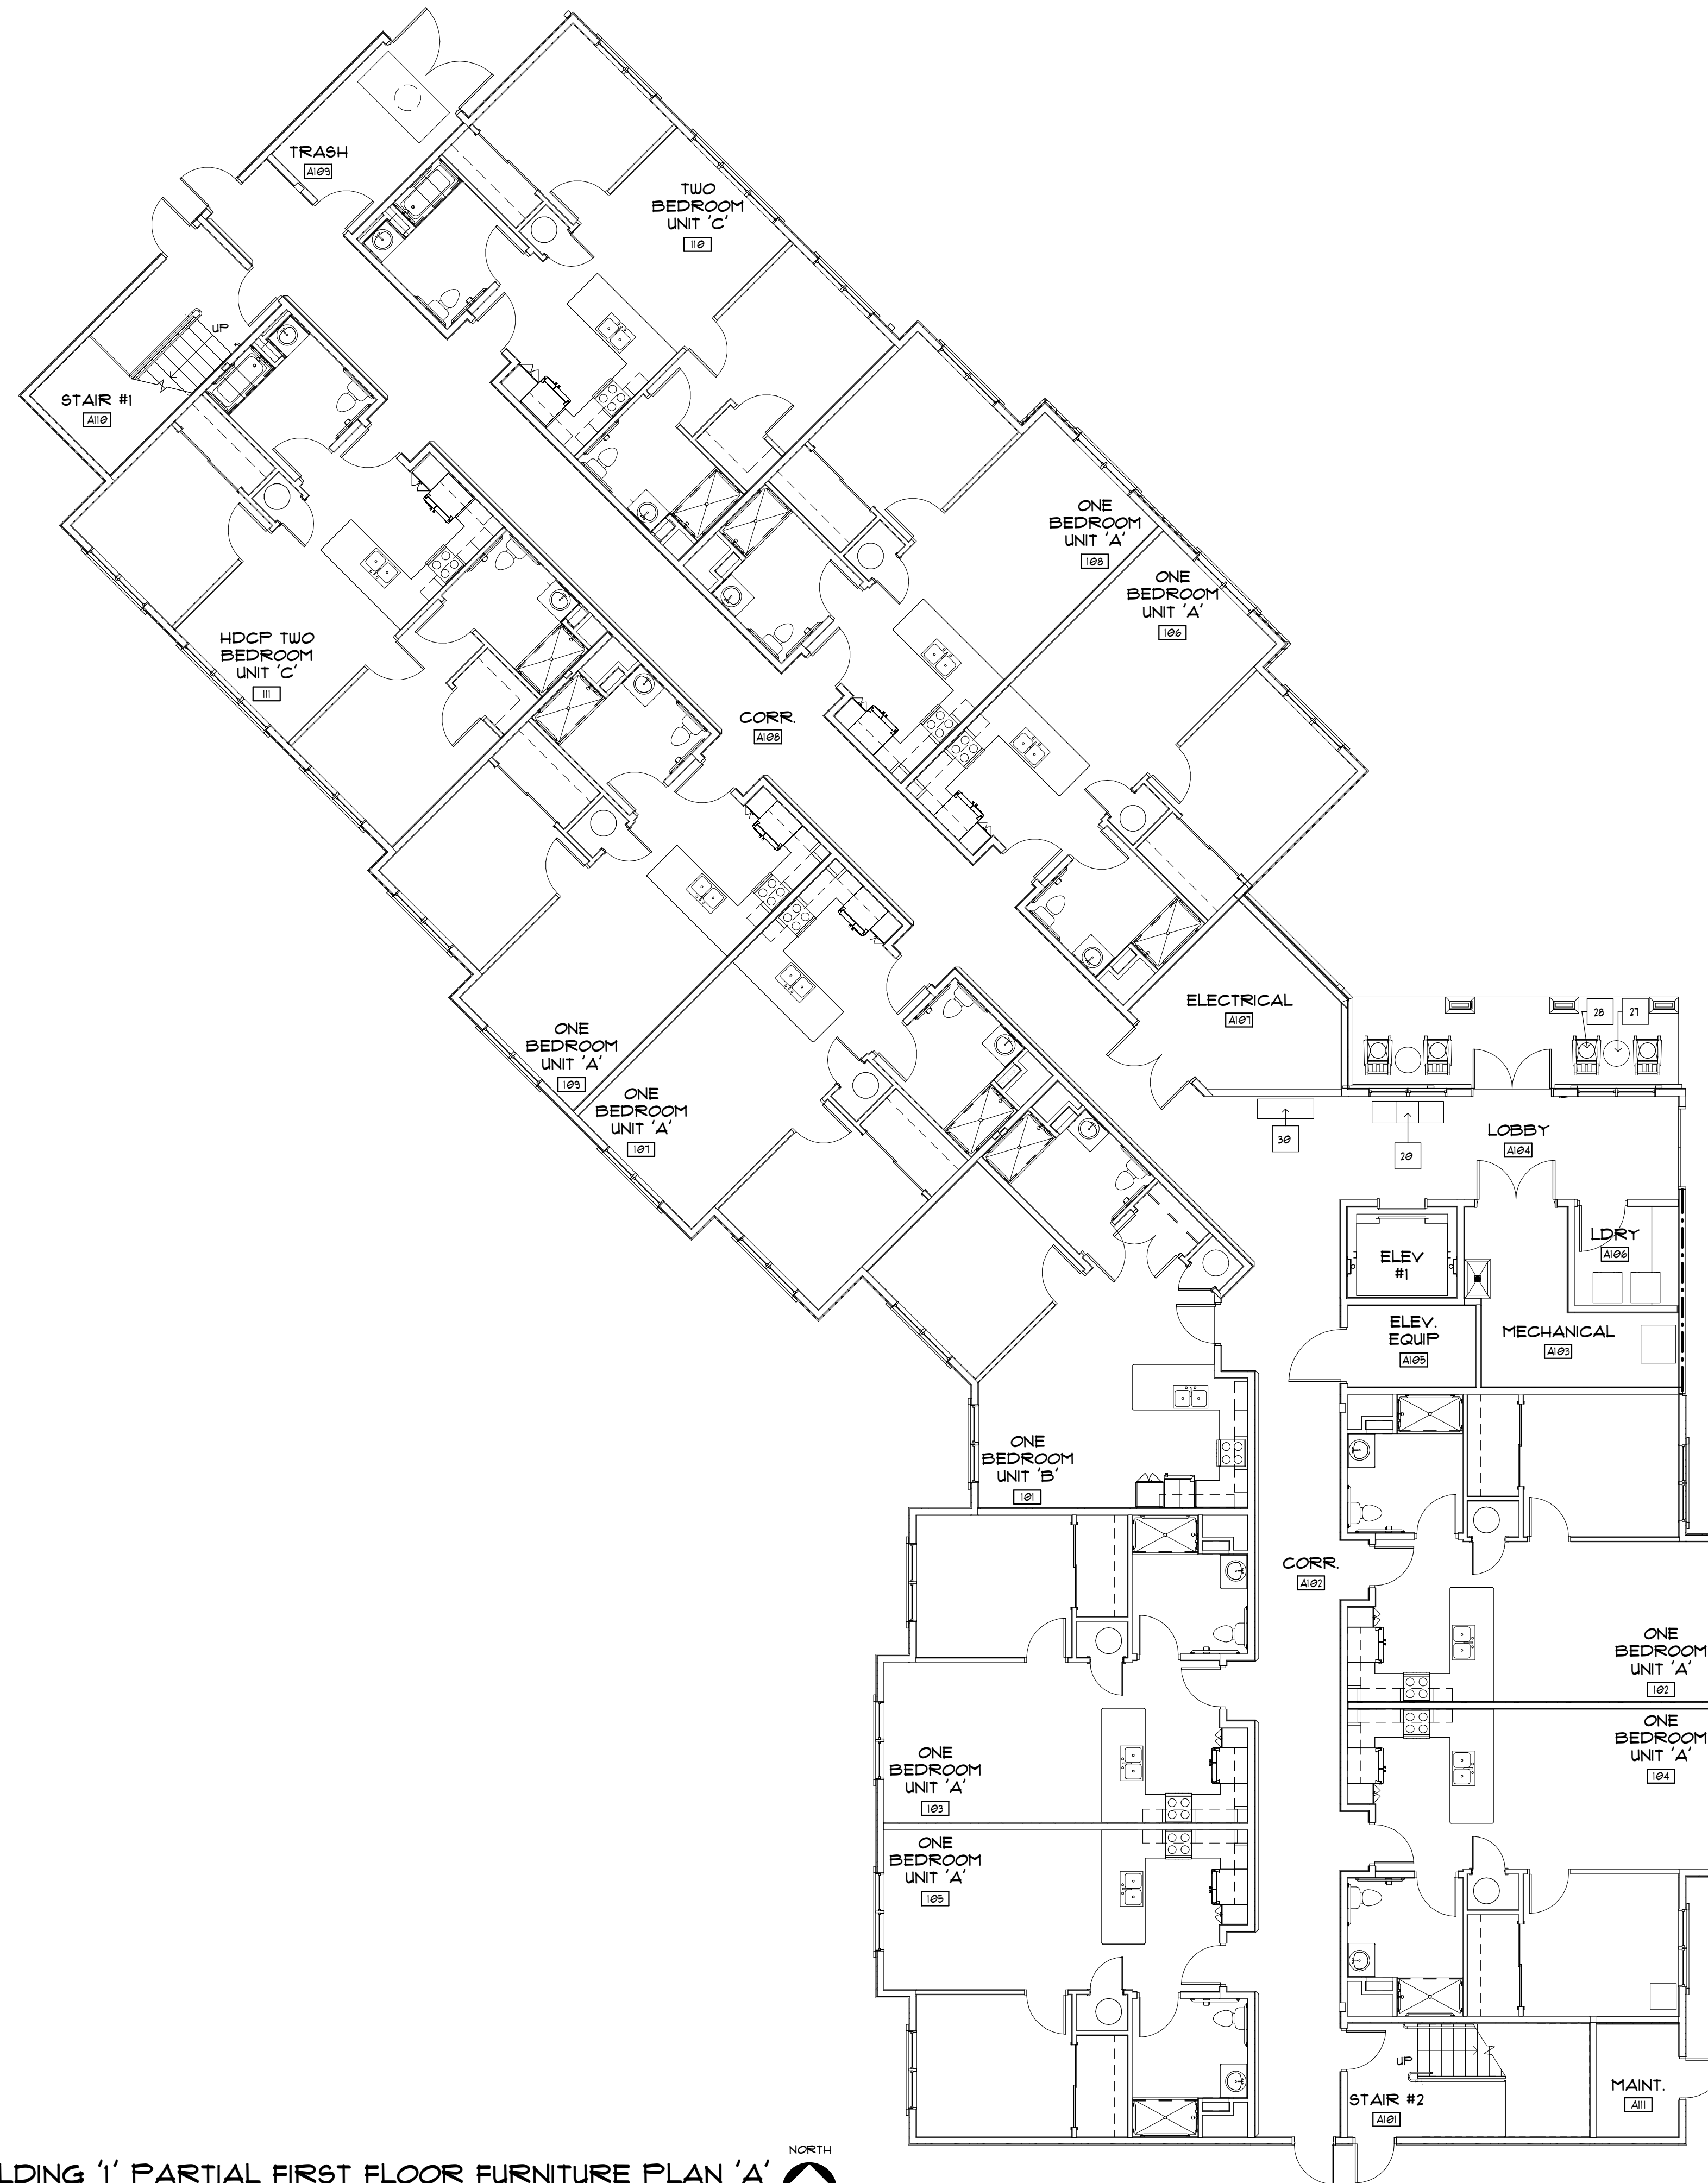 TRASH
A109
TWO
BEDROOM
UNIT 'C'
110
UP
STAIR #1
A110
ONE
BEDROOM
UNIT 'A'
108
ONE
BEDROOM
UNIT 'A'
106
HDCP TWO
BEDROOM
UNIT 'C'
111
CORR.
A108
ELECTRICAL
A107
28
27
ONE
BEDROOM
UNIT 'A'
109
ONE
BEDROOM
UNIT 'A'
107
30
20
LOBBY
A104
LDRY
A106
ELEV
#1
ELEV.
EQUIP
A105
MECHANICAL
A103
ONE
BEDROOM
UNIT 'B'
101
CORR.
A102
ONE
BEDROOM
UNIT 'A'
102
ONE
BEDROOM
UNIT 'A'
104
ONE
BEDROOM
UNIT 'A'
103
ONE
BEDROOM
UNIT 'A'
105
UP
STAIR #2
A101
MAINT.
A111
NORTH
LDING '1' PARTIAL FIRST FLOOR FURNITURE PLAN 'A'